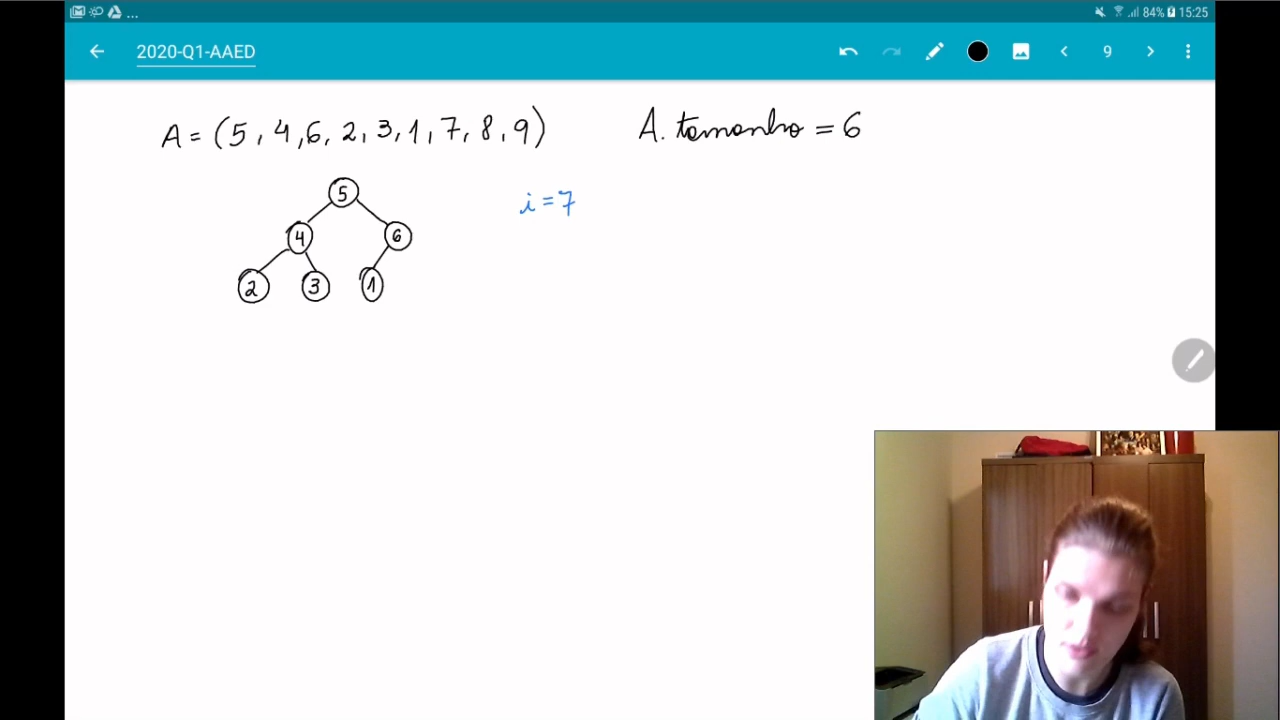 ... 84% 15:25
2020-Q1-AAED 9
A = (5, 4, 6, 2, 3, 1, 7, 8, 9) A. tamanho = 6
5
i = 7
4 6
2 3 1